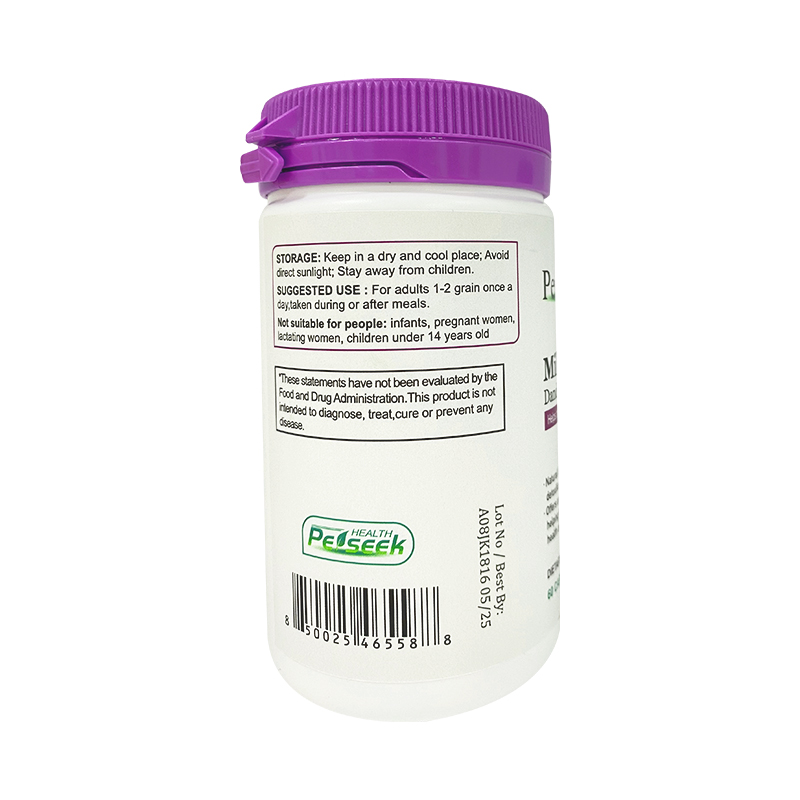 STORAGE: Keep in a dry and cool place; Avoid
direct sunlight; Stay away from children.
SUGGESTED USE : For adults 1-2 grain once a
day,taken during or after meals.
Not suitable for people: infants, pregnant women,
lactating women, children under 14 years old
*These statements have not been evaluated by the
Food and Drug Administration.This product is not
intended to diagnose, treat,cure or prevent any
disease.
HEALTH
Petseek
8 50025 46558 8
Lot No / Best By:
A08JK1816 05/25